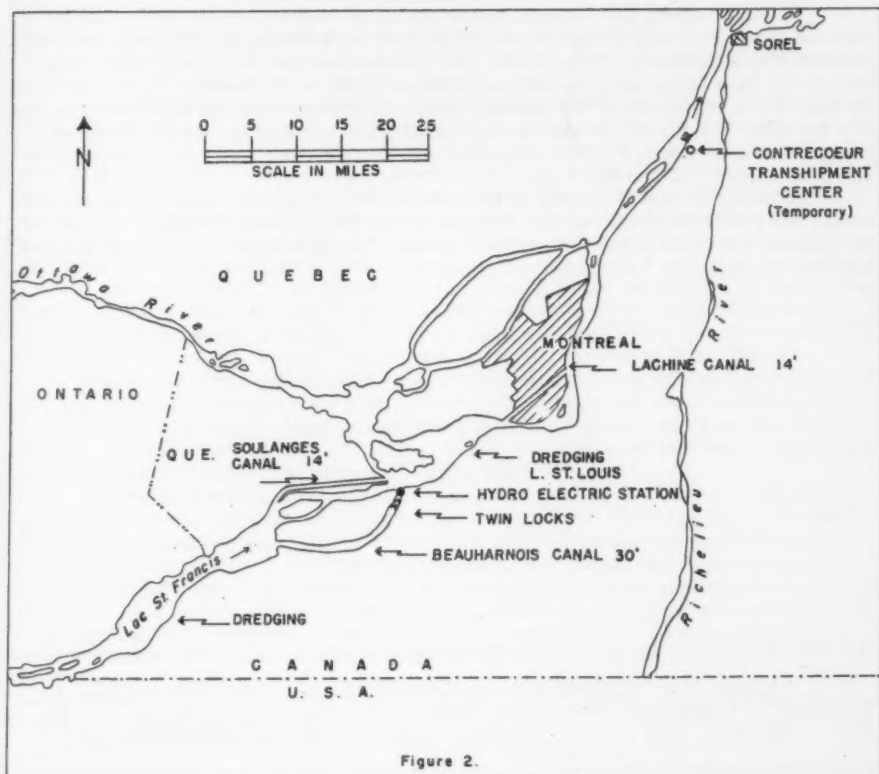 SOREL
CONTRECOEUR
TRANSHIPMENT
CENTER
(Temporary)
N
0 5 10 15 20 25
SCALE IN MILES
QUEBEG
Ottawa River
MONTREAL
LACHINE CANAL 14'
ONTARIO
QUE.
SOULANGES
CANAL 14'
DREDGING
L. ST. LOUIS
HYDRO ELECTRIC STATION
TWIN LOCKS
BEAUHARNOIS CANAL 30'
Lac St. Francis
DREDGING
Richelieu River
CANADA
U.S.A.
Figure 2.